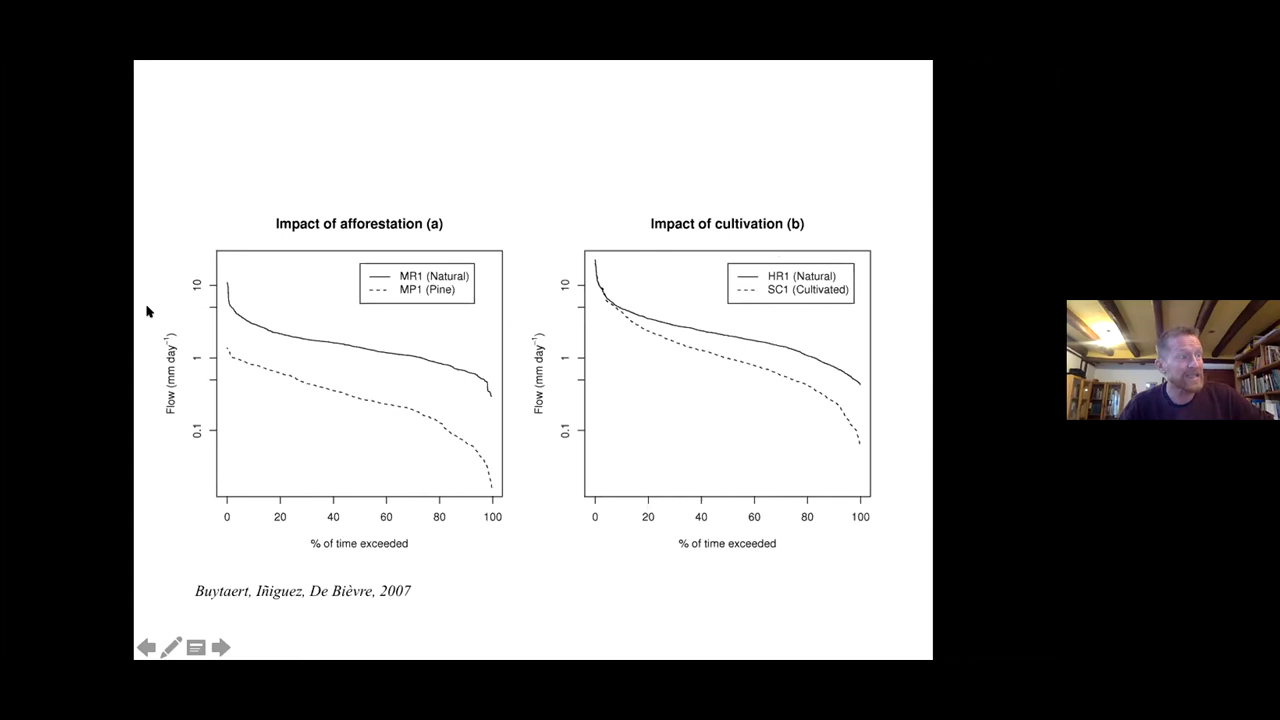 Impact of afforestation (a)
MR1 (Natural)
MP1 (Pine)
10
1
0.1
Flow (mm day⁻¹)
0 20 40 60 80 100
% of time exceeded
Impact of cultivation (b)
HR1 (Natural)
SC1 (Cultivated)
10
1
0.1
Flow (mm day⁻¹)
0 20 40 60 80 100
% of time exceeded
Buytaert, Iñiguez, De Bièvre, 2007